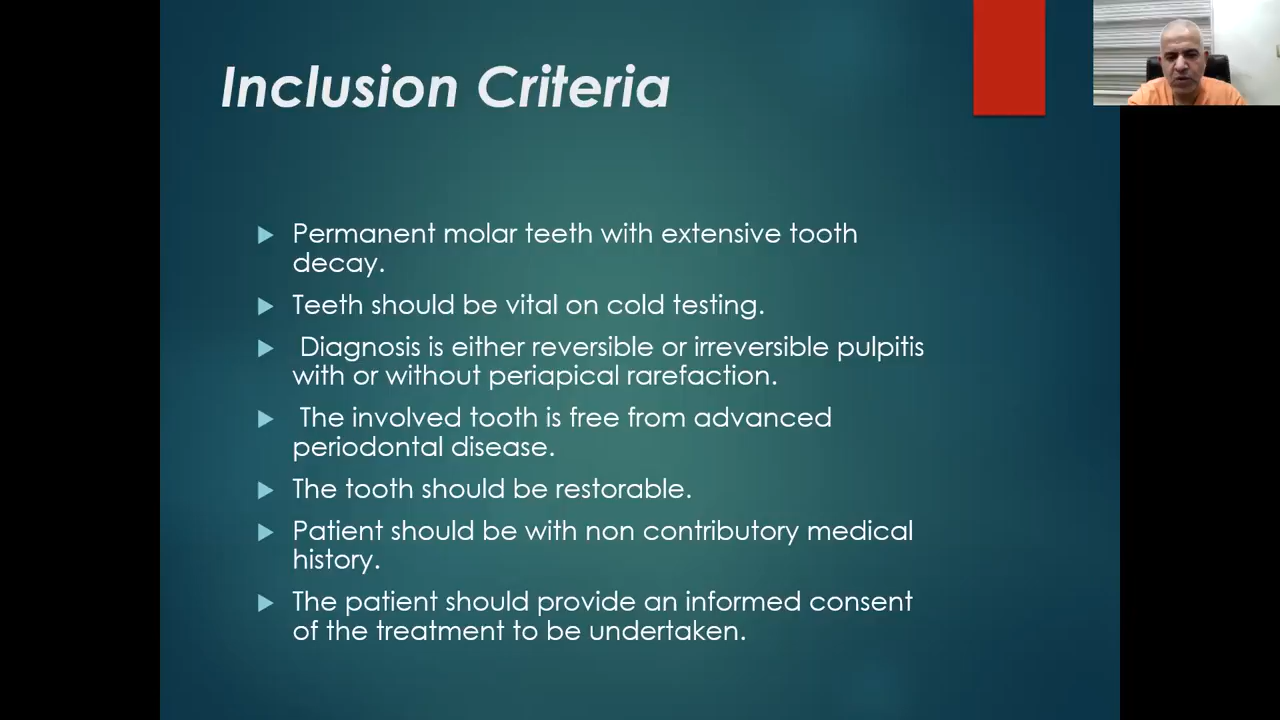 Inclusion Criteria
Permanent molar teeth with extensive tooth
decay.
Teeth should be vital on cold testing.
Diagnosis is either reversible or irreversible pulpitis
with or without periapical rarefaction.
The involved tooth is free from advanced
periodontal disease.
The tooth should be restorable.
Patient should be with non contributory medical
history.
The patient should provide an informed consent
of the treatment to be undertaken.